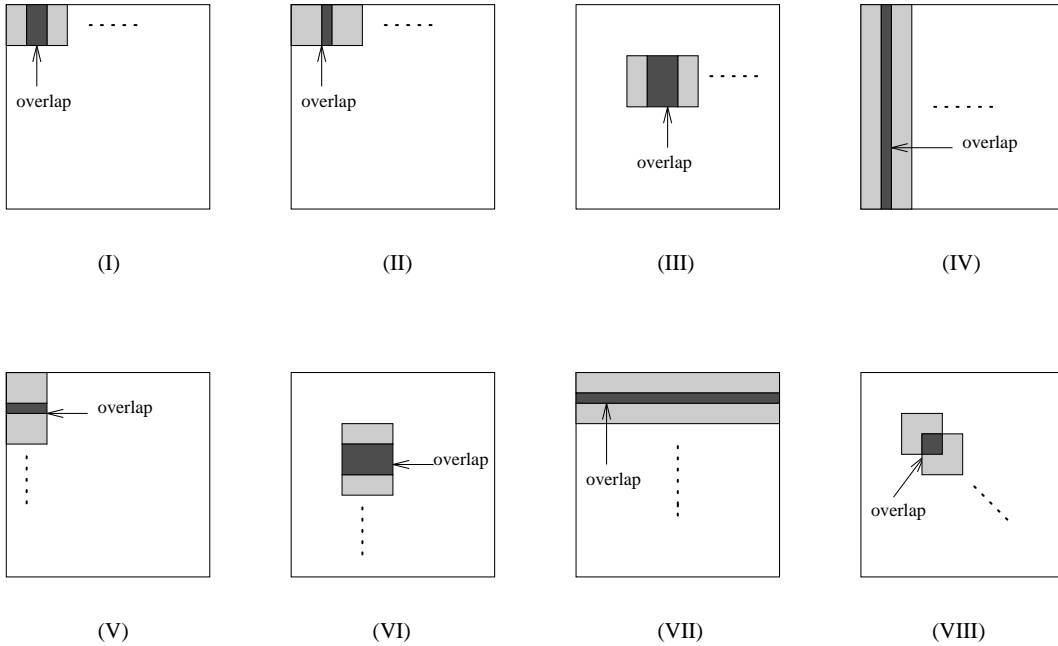 overlap
overlap
overlap
overlap
(I)
(II)
(III)
(IV)
overlap
overlap
overlap
overlap
(V)
(VI)
(VII)
(VIII)